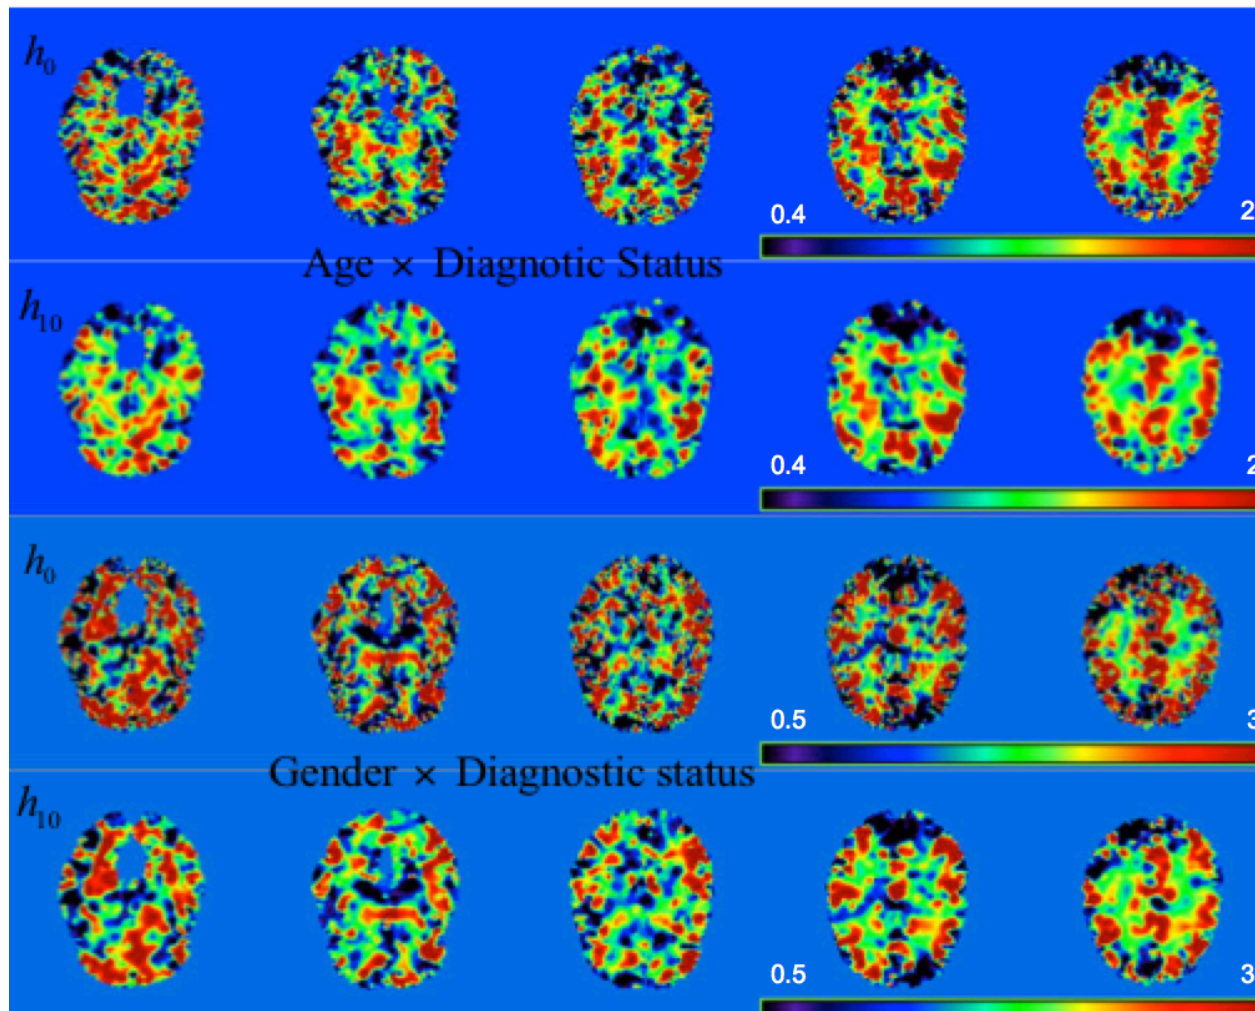 h₀
0.4 2
Age × Diagnotic Status
h₁₀
0.4 2
h₀
0.5 3
Gender × Diagnostic status
h₁₀
0.5 3